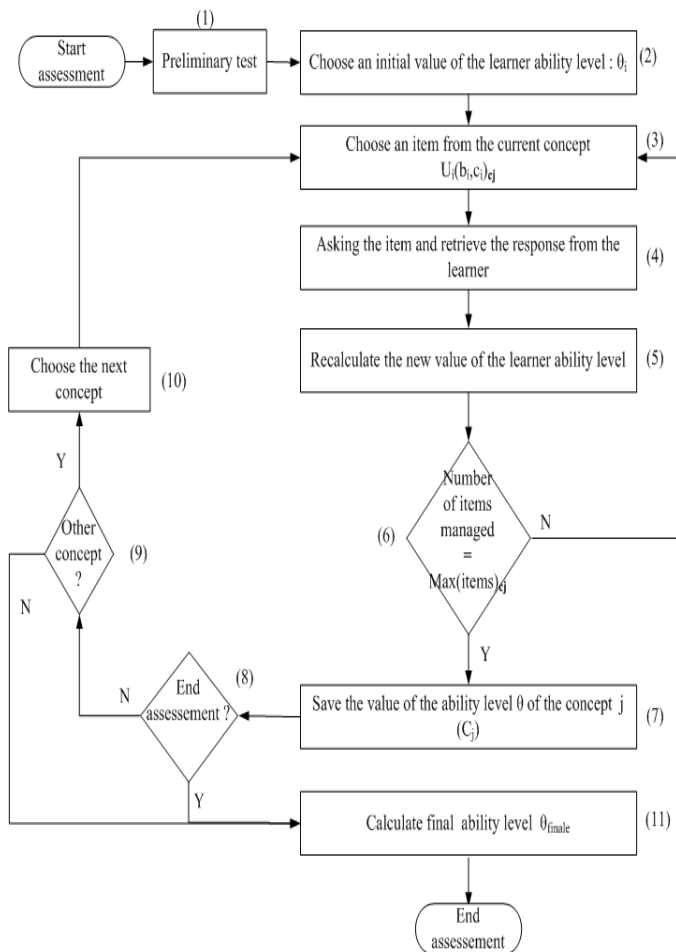 (1)
Start
assessment
Preliminary test
Choose an initial value of the learner ability level : θi
(2)
Choose an item from the current concept
Ui(bi,ci)cj
(3)
Asking the item and retrieve the response from the
learner
(4)
Recalculate the new value of the learner ability level
(5)
Choose the next
concept
(10)
Y
Number
of items
managed
=
Max(items)cj
(6)
N
Other
concept
?
(9)
N
Y
End
assessement ?
(8)
N
Save the value of the ability level θ of the concept j
(Cj)
(7)
Y
Calculate final ability level θfinale
(11)
End
assessment